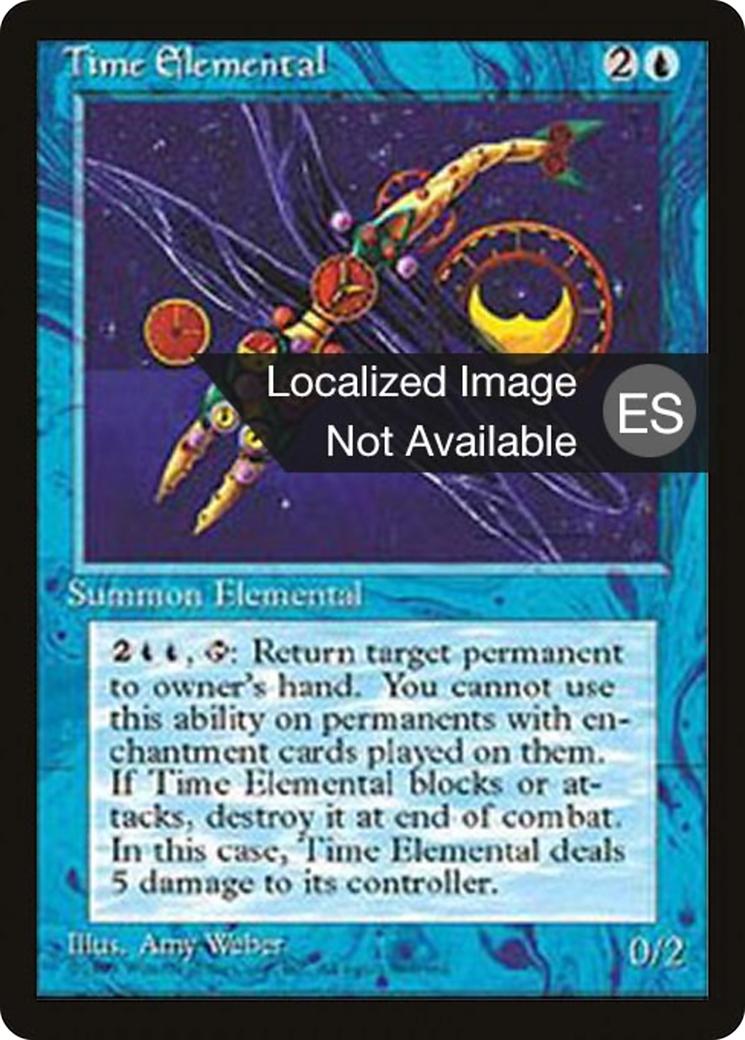 Time Elemental 2
Localized Image
Not Available
ES
Summon Elemental
2 , : Return target permanent
to owner's hand. You cannot use
this ability on permanents with en-
chantment cards played on them.
If Time Elemental blocks or at-
tacks, destroy it at end of combat.
In this case, Time Elemental deals
5 damage to its controller.
Illus. Amy Weber
0/2